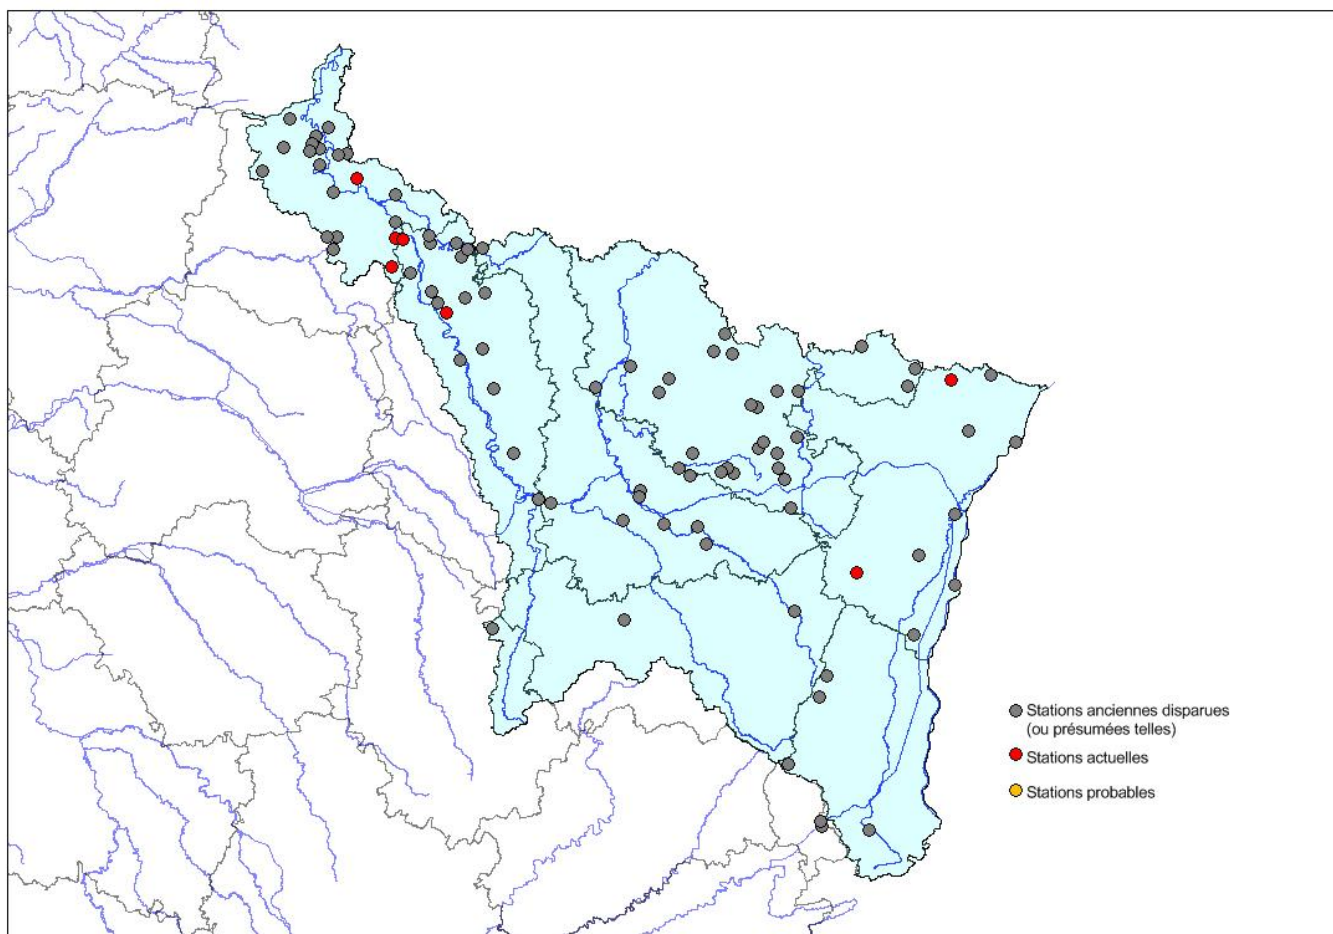 Stations anciennes disparues
(ou présumées telles)
Stations actuelles
Stations probables